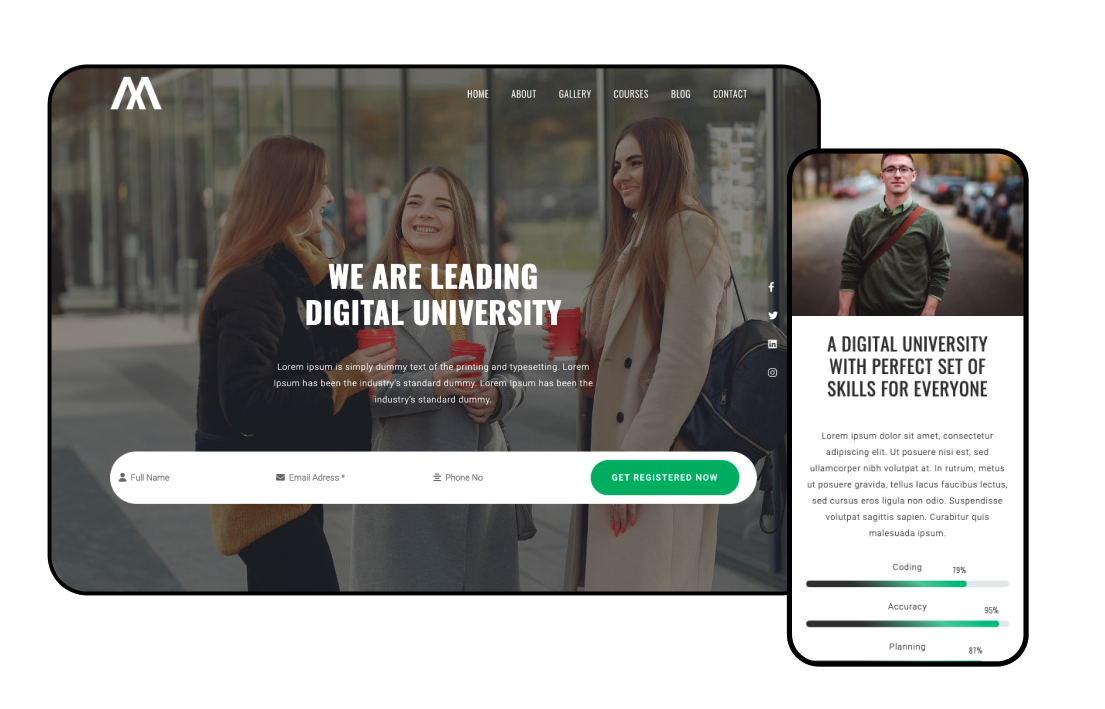 HOME ABOUT GALLERY COURSES BLOG CONTACT
WE ARE LEADING
DIGITAL UNIVERSITY
Lorem ipsum is simply dummy text of the printing and typesetting. Lorem
Ipsum has been the industry's standard dummy. Lorem Ipsum has been the
industry's standard dummy.
Full Name
Email Adress *
Phone No
GET REGISTERED NOW
A DIGITAL UNIVERSITY
WITH PERFECT SET OF
SKILLS FOR EVERYONE
Lorem ipsum dolor sit amet, consectetur
adipiscing elit. Ut posuere nisi est, sed
ullamcorper nibh volutpat at. In rutrum, metus
ut posuere gravida, tellus lacus faucibus lectus,
sed cursus eros ligula non odio. Suspendisse
volutpat sagittis sapien. Curabitur quis
malesuada ipsum.
Coding 79%
Accuracy 95%
Planning 87%